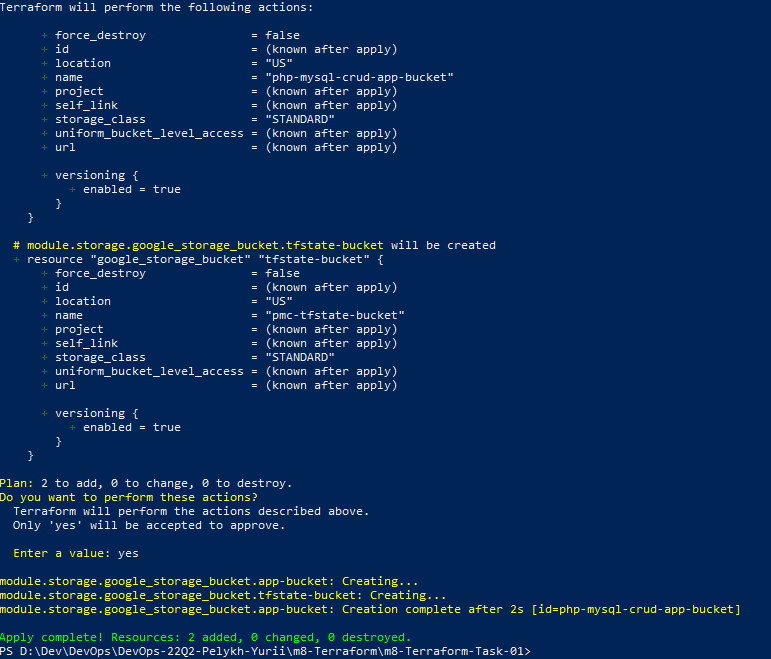 Terraform will perform the following actions:
+ force_destroy = false
+ id = (known after apply)
+ location = "US"
+ name = "php-mysql-crud-app-bucket"
+ project = (known after apply)
+ self_link = (known after apply)
+ storage_class = "STANDARD"
+ uniform_bucket_level_access = (known after apply)
+ url = (known after apply)
+ versioning {
+ enabled = true
}
}
# module.storage.google_storage_bucket.tfstate-bucket will be created
+ resource "google_storage_bucket" "tfstate-bucket" {
+ force_destroy = false
+ id = (known after apply)
+ location = "US"
+ name = "pmc-tfstate-bucket"
+ project = (known after apply)
+ self_link = (known after apply)
+ storage_class = "STANDARD"
+ uniform_bucket_level_access = (known after apply)
+ url = (known after apply)
+ versioning {
+ enabled = true
}
}
Plan: 2 to add, 0 to change, 0 to destroy.
Do you want to perform these actions?
Terraform will perform the actions described above.
Only 'yes' will be accepted to approve.
Enter a value: yes
module.storage.google_storage_bucket.app-bucket: Creating...
module.storage.google_storage_bucket.tfstate-bucket: Creating...
module.storage.google_storage_bucket.app-bucket: Creation complete after 2s [id=php-mysql-crud-app-bucket]
Apply complete! Resources: 2 added, 0 changed, 0 destroyed.
PS D:\Dev\DevOps\DevOps-22Q2-Pelykh-Yurii\m8-Terraform\m8-Terraform-Task-01>